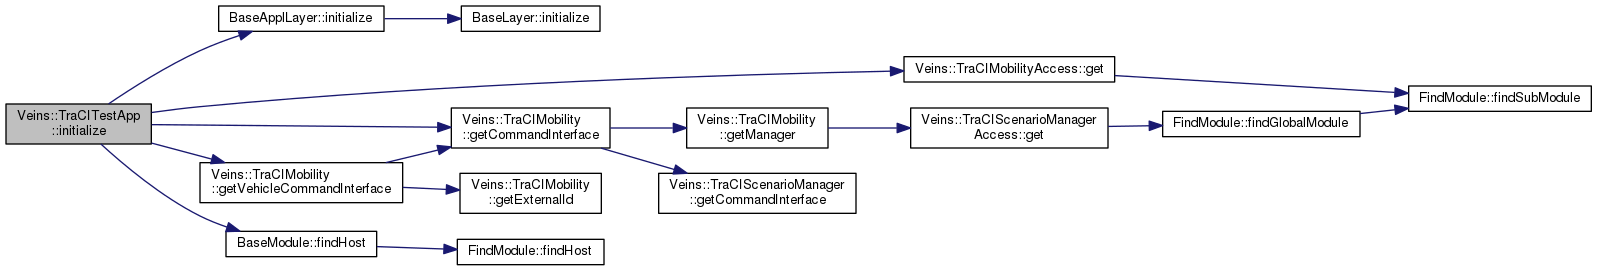 BaseApplLayer::initialize
BaseLayer::initialize
Veins::TraCIMobilityAccess::get
FindModule::findSubModule
Veins::TraCITestApp
::initialize
Veins::TraCIMobility
::getCommandInterface
Veins::TraCIMobility
::getManager
Veins::TraCIScenarioManager
Access::get
FindModule::findGlobalModule
Veins::TraCIMobility
::getVehicleCommandInterface
Veins::TraCIMobility
::getExternalId
Veins::TraCIScenarioManager
::getCommandInterface
BaseModule::findHost
FindModule::findHost